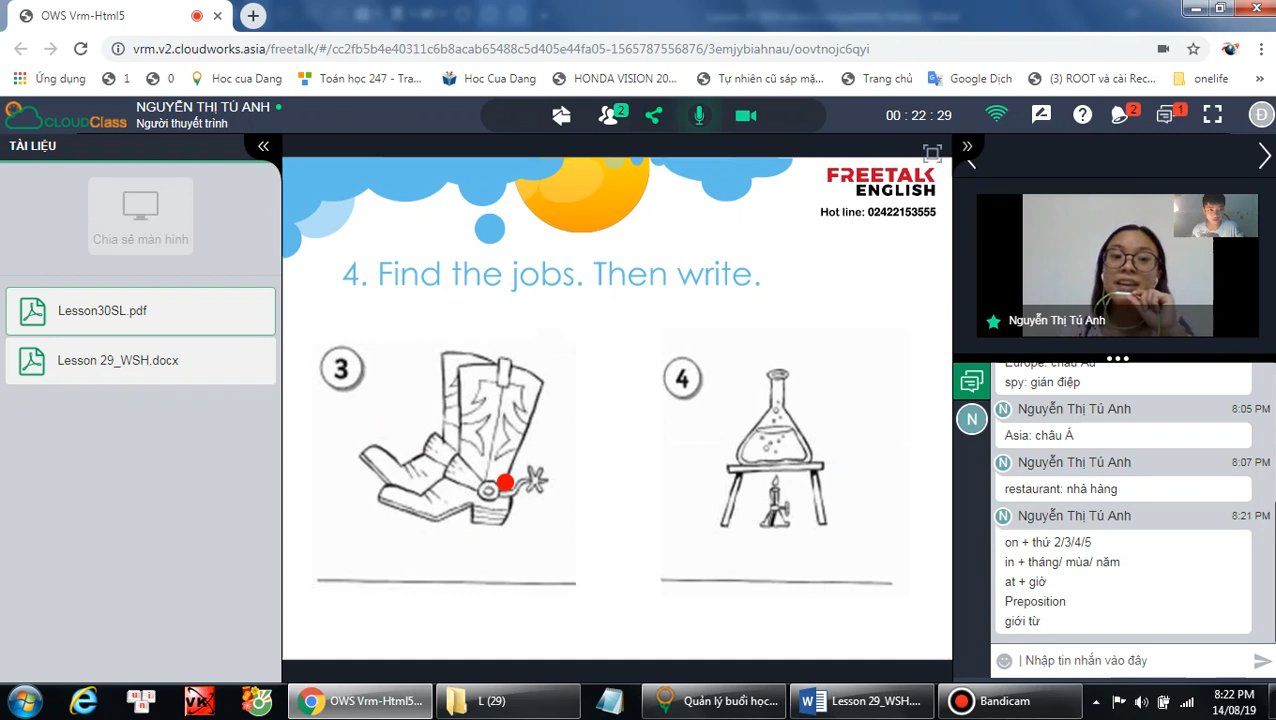 OWS Vrm-Html5
vrm.v2.cloudworks.asia/freetalk/#/cc2fb5b4e40311c6b8acab65488c5d405e44fa05-1565787556876/3emjybiahnau/oovtnojc6qyi
Ứng dụng 1 0 Hoc cua Dang Toán học 247 - Tra... Học Cua Dang HONDA VISION 20... Tự nhiên cũ sáp mặ... Trang chủ Google Dịch (3) ROOT và cài Rec... onelife »
CLOUDClass
NGUYỄN THỊ TÚ ANH
Người thuyết trình
2
00 : 22 : 29
2
1
Đ
TÀI LIỆU
Chia sẻ màn hình
Lesson30SL.pdf
Lesson 29_WSH.docx
FREETALK
ENGLISH
Hot line: 02422153555
4. Find the jobs. Then write.
3
4
Nguyễn Thị Tú Anh
spy: gián điệp
N Nguyễn Thị Tú Anh 8:05 PM
Asia: châu Á
N Nguyễn Thị Tú Anh 8:07 PM
restaurant: nhà hàng
N Nguyễn Thị Tú Anh 8:21 PM
on + thứ 2/3/4/5
in + tháng/ mùa/ năm
at + giờ
Preposition
giới từ
N
Nhập tin nhắn vào đây
OWS Vrm-Html5...
L (29)
Quản lý buổi học...
Lesson 29_WSH....
Bandicam
8:22 PM
14/08/19